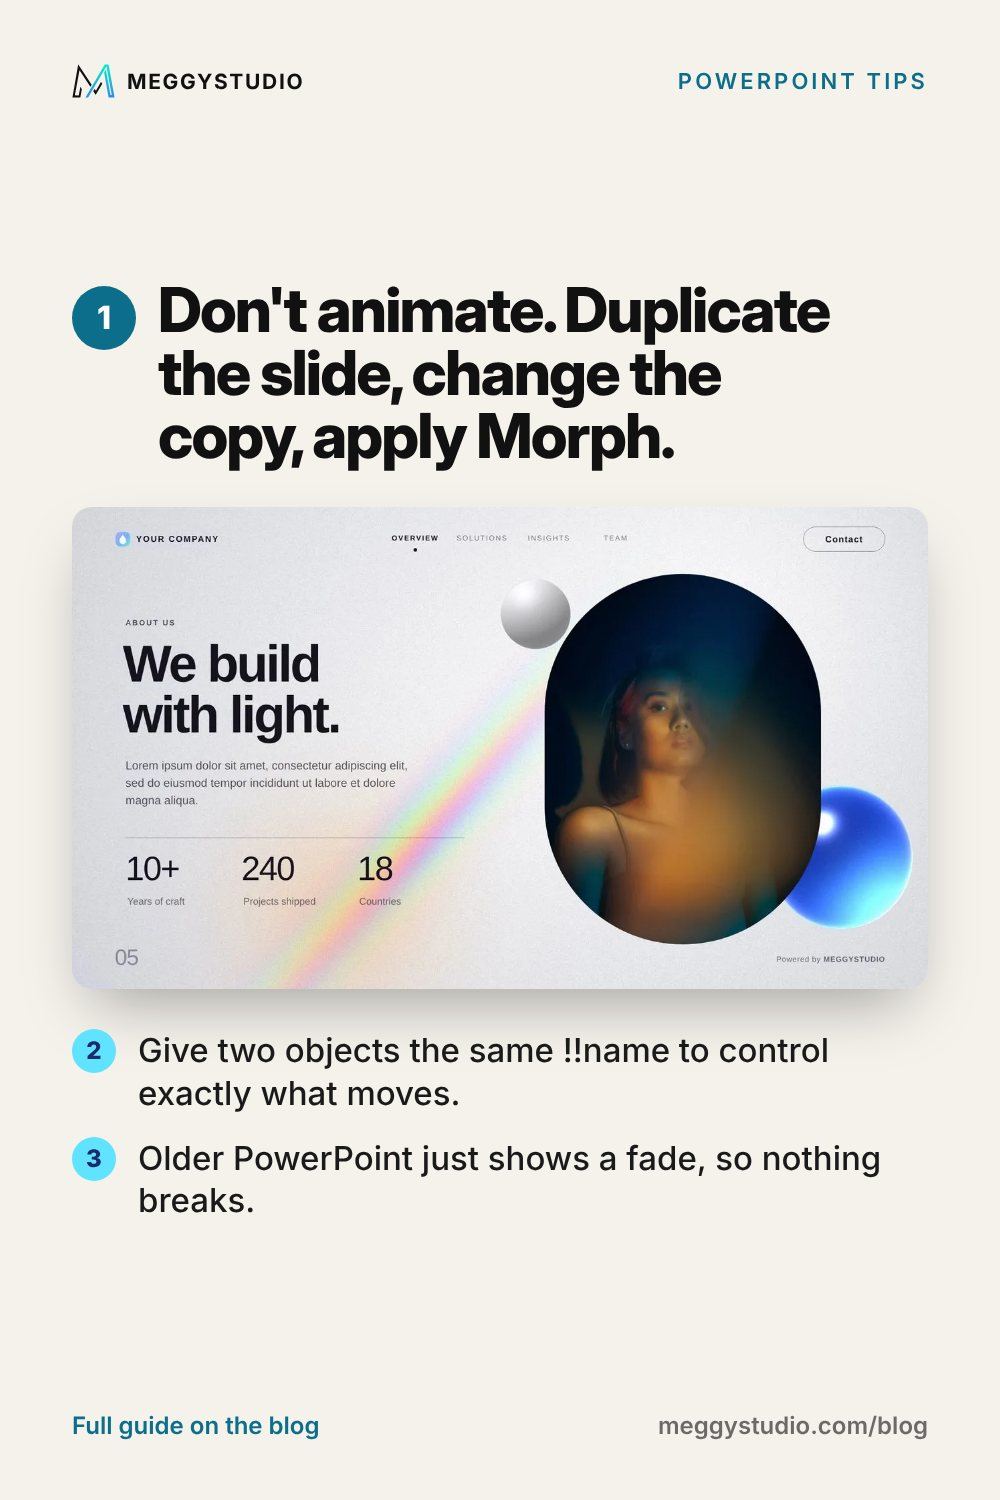 MEGGYSTUDIO
POWERPOINT TIPS
1
Don't animate. Duplicate
the slide, change the
copy, apply Morph.
YOUR COMPANY
OVERVIEW
SOLUTIONS
INSIGHTS
TEAM
Contact
ABOUT US
We build
with light.
Lorem ipsum dolor sit amet, consectetur adipiscing elit,
sed do eiusmod tempor incididunt ut labore et dolore
magna aliqua.
10+
240
18
Years of craft
Projects shipped
Countries
05
Powered by MEGGYSTUDIO
2
Give two objects the same !!name to control
exactly what moves.
3
Older PowerPoint just shows a fade, so nothing
breaks.
Full guide on the blog
meggystudio.com/blog